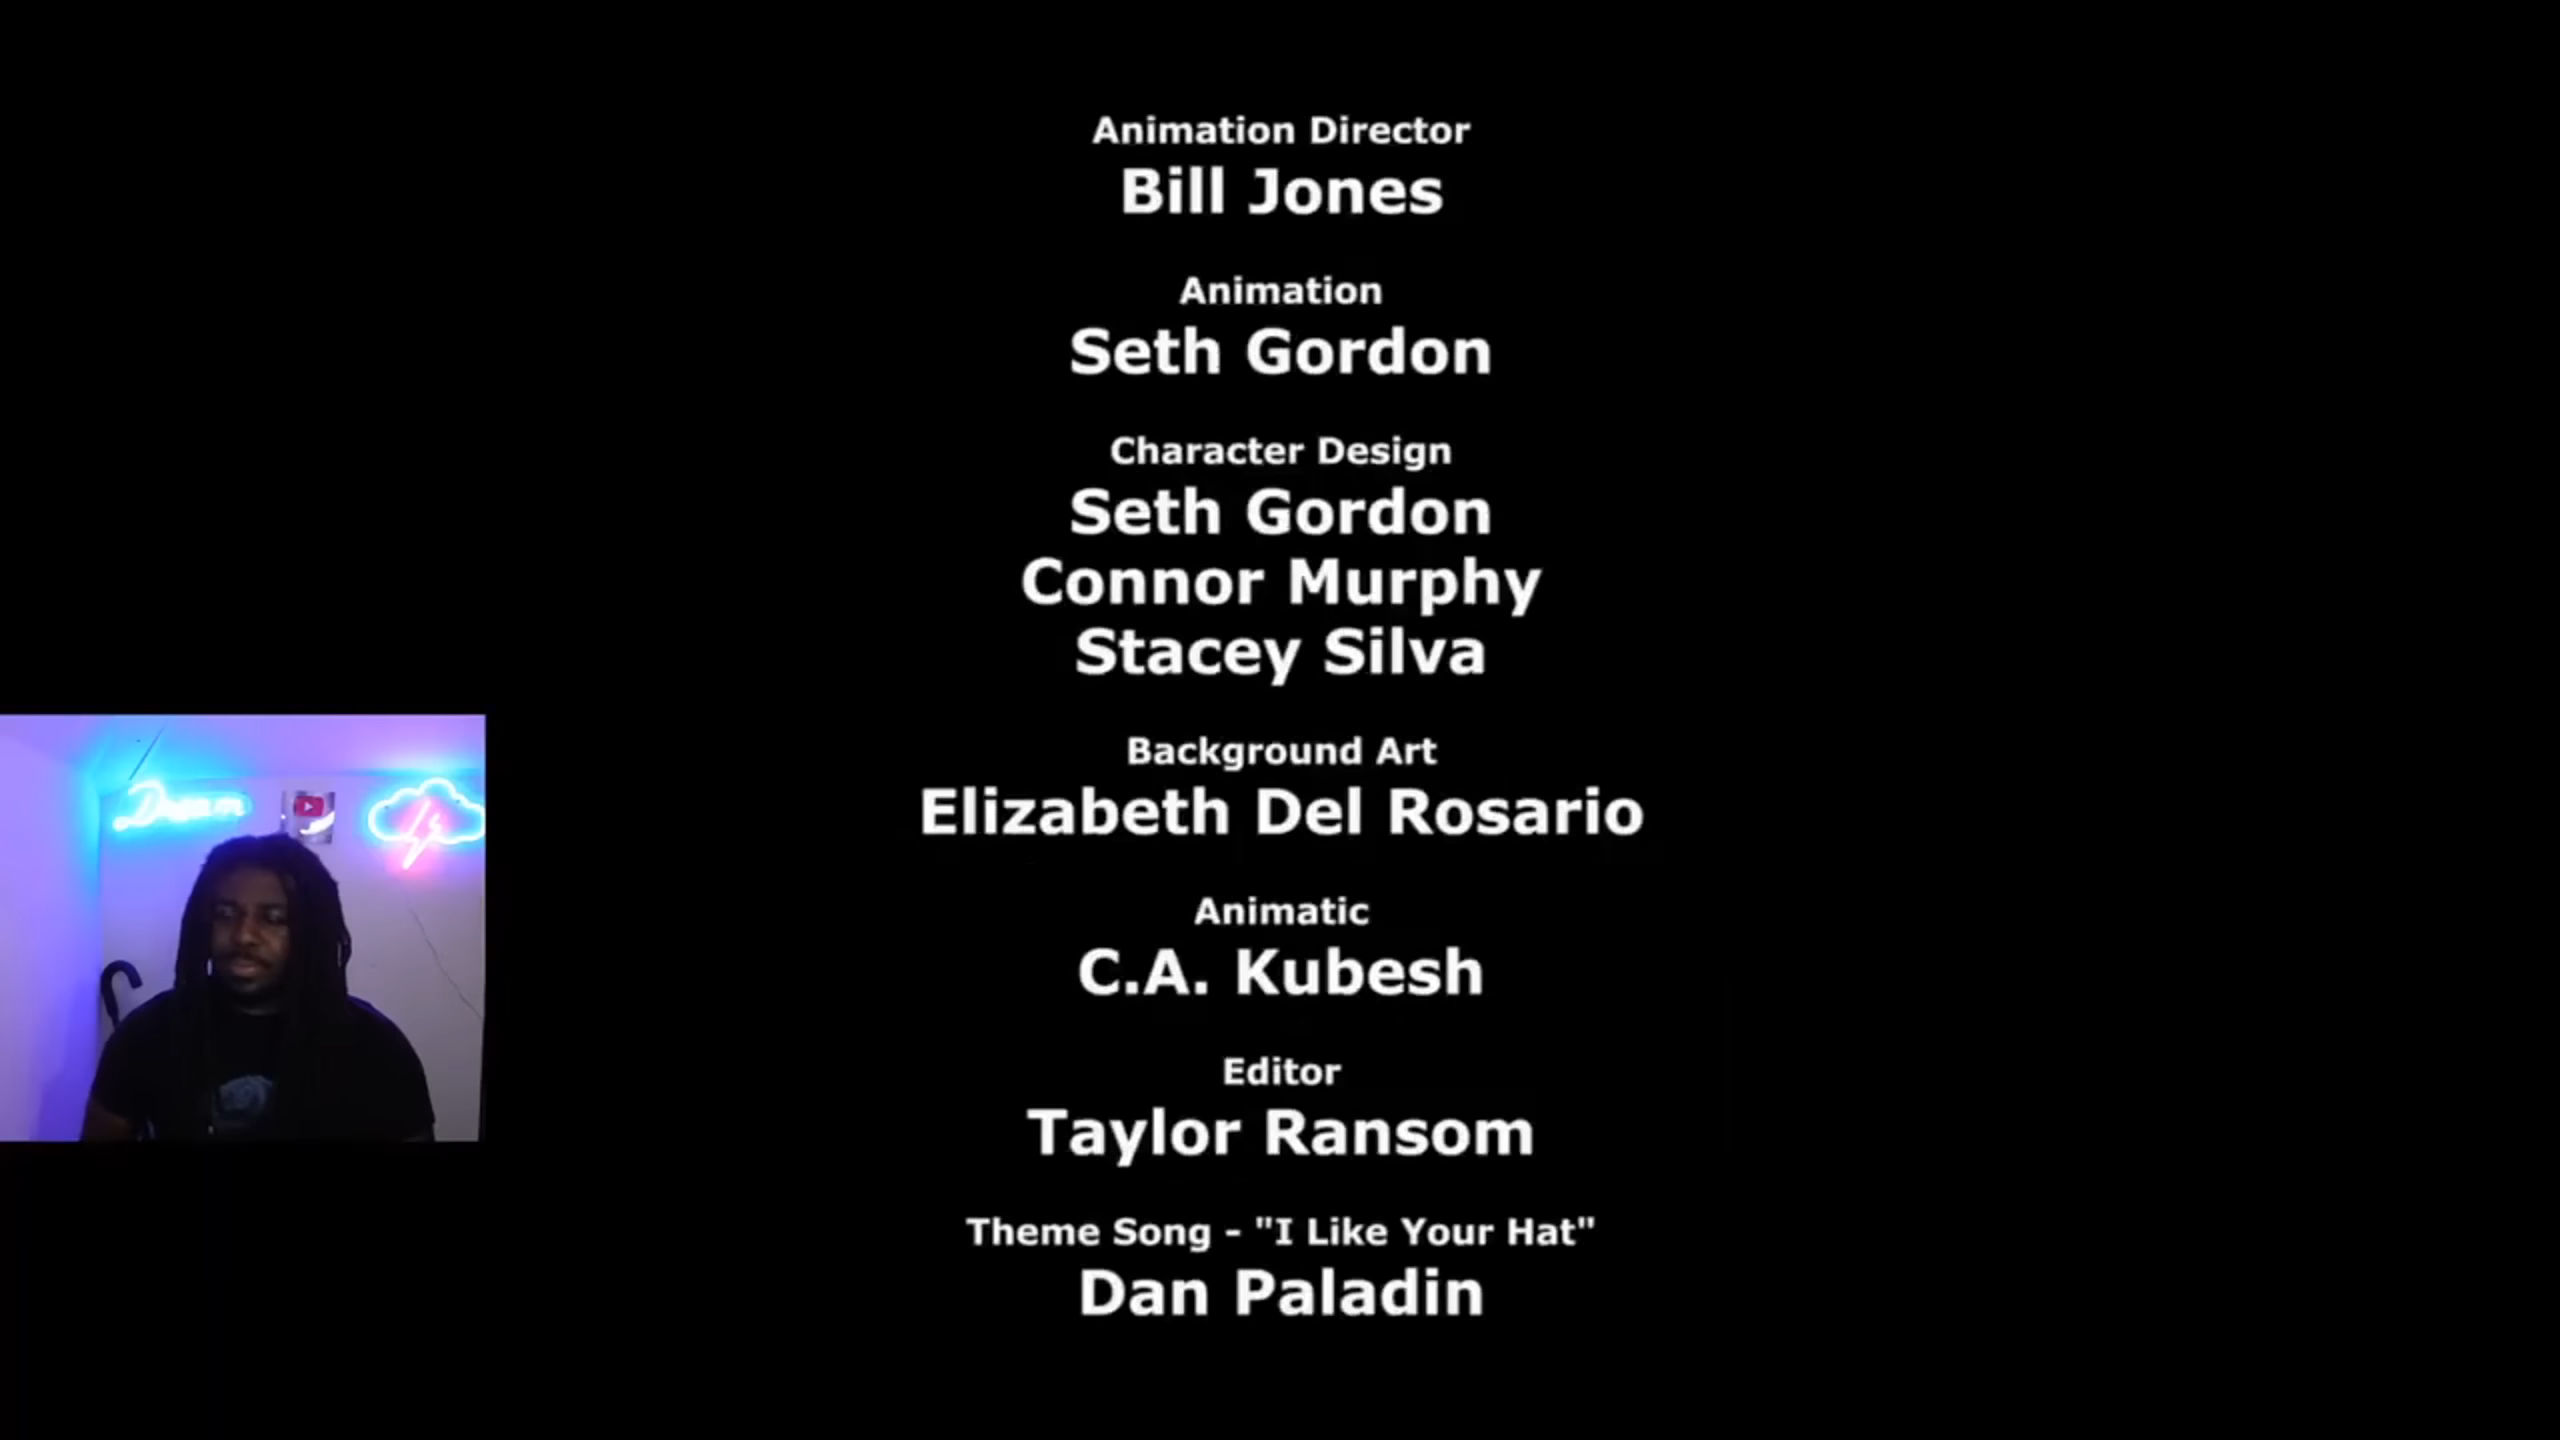 Animation Director
Bill Jones
Animation
Seth Gordon
Character Design
Seth Gordon
Connor Murphy
Stacey Silva
Background Art
Elizabeth Del Rosario
Animatic
C.A. Kubesh
Editor
Taylor Ransom
Theme Song - "I Like Your Hat"
Dan Paladin
Dream